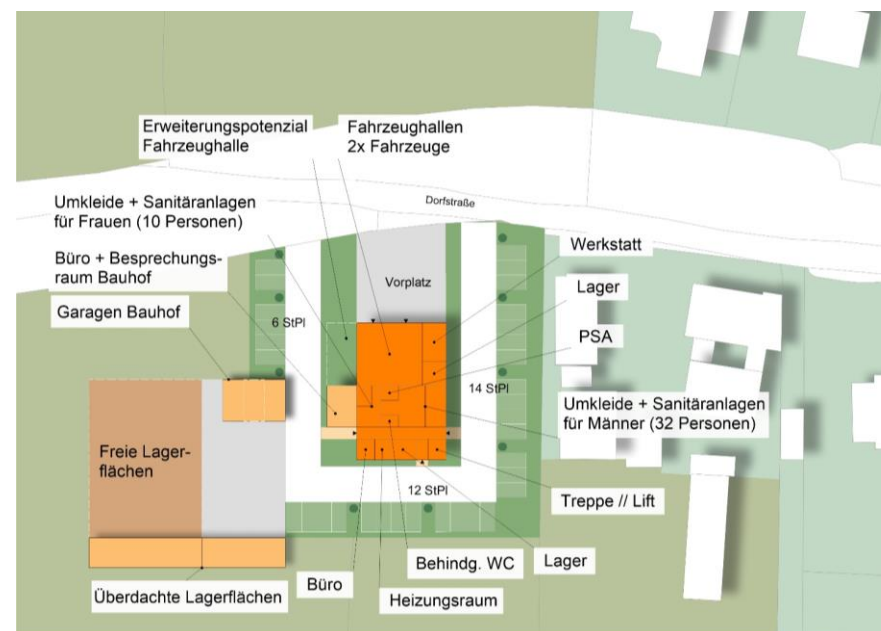 Erweiterungspotenzial
Fahrzeughalle
Fahrzeughallen
2x Fahrzeuge
Dorfstraße
Umkleide + Sanitäranlagen
für Frauen (10 Personen)
Werkstatt
Büro + Besprechungs-
raum Bauhof
Vorplatz
Lager
Garagen Bauhof
6 StPl
PSA
14 StPl
Umkleide + Sanitäranlagen
für Männer (32 Personen)
Freie Lager-
flächen
12 StPl
Treppe // Lift
Behindg. WC
Lager
Büro
Heizungsraum
Überdachte Lagerflächen